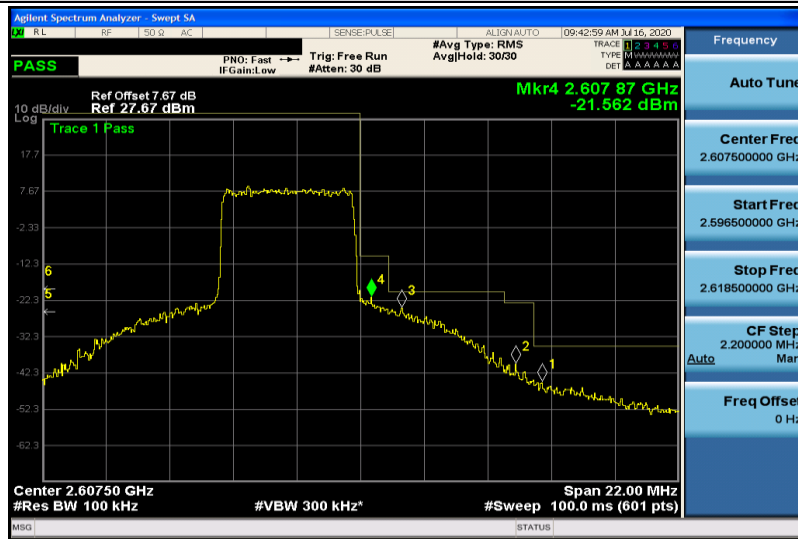 Agilent Spectrum Analyzer - Swept SA
RL RF 50 Ω AC SENSE:PULSE ALIGN AUTO 09:42:59 AM Jul 16, 2020
Frequency
PASS
PNO: Fast
IFGain:Low
Trig: Free Run
#Atten: 30 dB
#Avg Type: RMS
Avg|Hold: 30/30
TRACE 1 2 3 4 5 6
TYPE MWWWWW
DET A A A A A A
Auto Tune
Ref Offset 7.67 dB
10 dB/div Ref 27.67 dBm
Log
Mkr4 2.607 87 GHz
-21.562 dBm
Trace 1 Pass
17.7
7.67
-2.33
-12.3
-22.3
-32.3
-42.3
-52.3
-62.3
6
5
4
3
2
1
Center Freq
2.607500000 GHz
Start Freq
2.596500000 GHz
Stop Freq
2.618500000 GHz
CF Step
2.200000 MHz
Auto Man
Freq Offset
0 Hz
Center 2.60750 GHz Span 22.00 MHz
#Res BW 100 kHz #VBW 300 kHz* #Sweep 100.0 ms (601 pts)
MSG STATUS